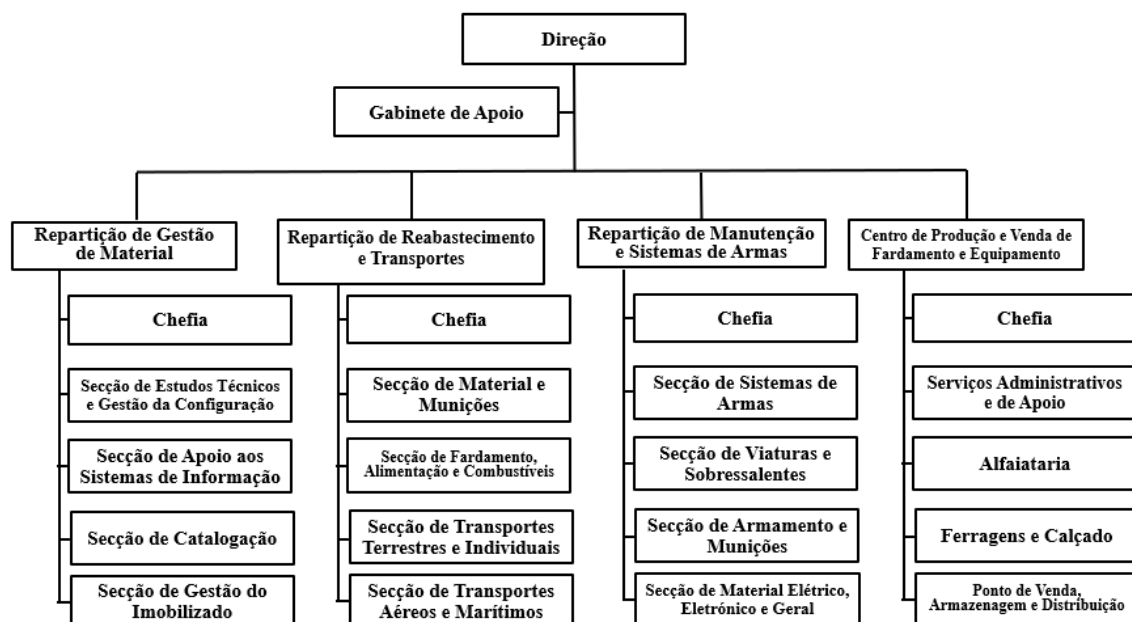 Direção
Gabinete de Apoio
Repartição de Gestão
de Material
Chefia
Secção de Estudos Técnicos
e Gestão da Configuração
Secção de Apoio aos
Sistemas de Informação
Secção de Catalogação
Secção de Gestão do
Imobilizado
Repartição de Reabastecimento
e Transportes
Chefia
Secção de Material e
Munições
Secção de Fardamento,
Alimentação e Combustíveis
Secção de Transportes
Terrestres e Individuais
Secção de Transportes
Aéreos e Marítimos
Repartição de Manutenção
e Sistemas de Armas
Chefia
Secção de Sistemas de
Armas
Secção de Viaturas e
Sobressalentes
Secção de Armamento e
Munições
Secção de Material Elétrico,
Eletrónico e Geral
Centro de Produção e Venda de
Fardamento e Equipamento
Chefia
Serviços Administrativos
e de Apoio
Alfaiataria
Ferragens e Calçado
Ponto de Venda,
Armazenagem e Distribuição